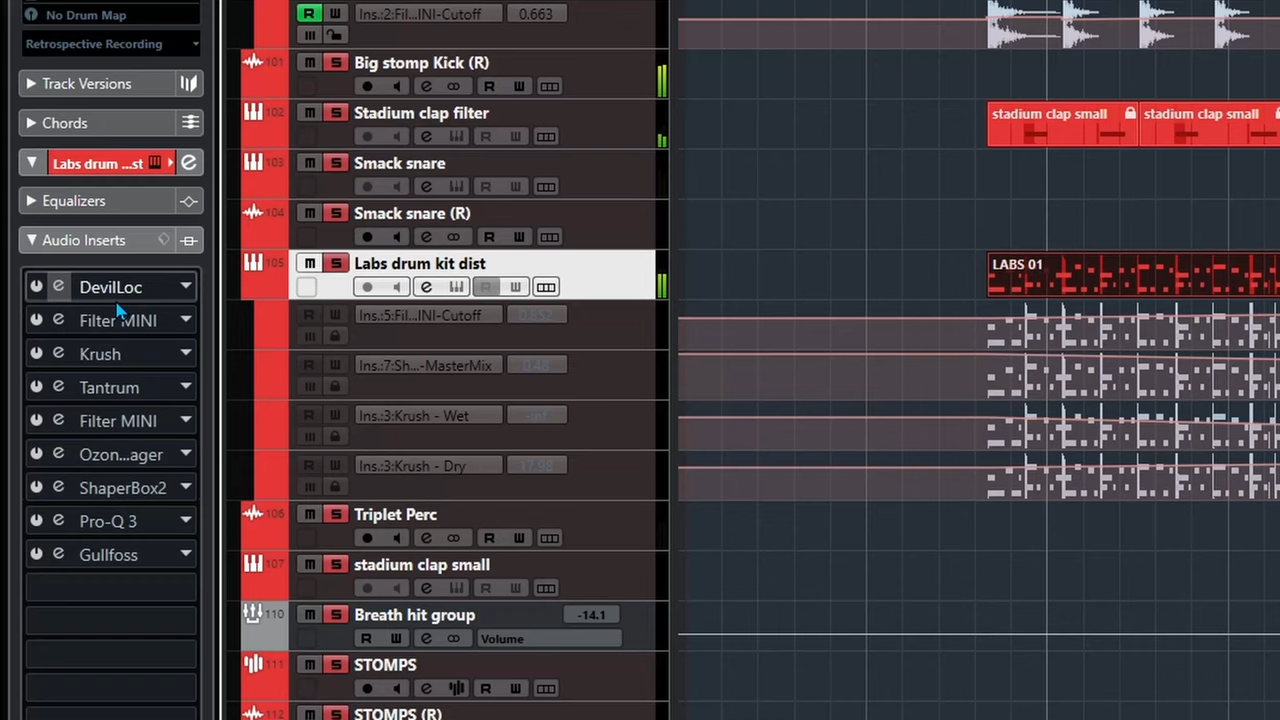 No Drum Map
Retrospective Recording
Track Versions
Chords
Labs drum ...st
Equalizers
Audio Inserts
DevilLoc
Filter MINI
Krush
Tantrum
Filter MINI
Ozon...ager
ShaperBox2
Pro-Q 3
Gullfoss
R W Ins.:2:Fil...INI-Cutoff 0.663
101 m S Big stomp Kick (R)
e R W
102 m S Stadium clap filter
e R W
103 m S Smack snare
e R W
104 m S Smack snare (R)
e R W
105 m S Labs drum kit dist
e R W
R W Ins.:5:Fil...INI-Cutoff
R W Ins.:7:Sh...-MasterMix 0.48
R W Ins.:3:Krush - Wet
R W Ins.:3:Krush - Dry 17.98
106 m S Triplet Perc
e R W
107 m S stadium clap small
e R W
110 m S Breath hit group -14.1
R W e Volume
111 m S STOMPS
e R W
112 m S STOMPS (R)
stadium clap small
stadium clap small
LABS 01